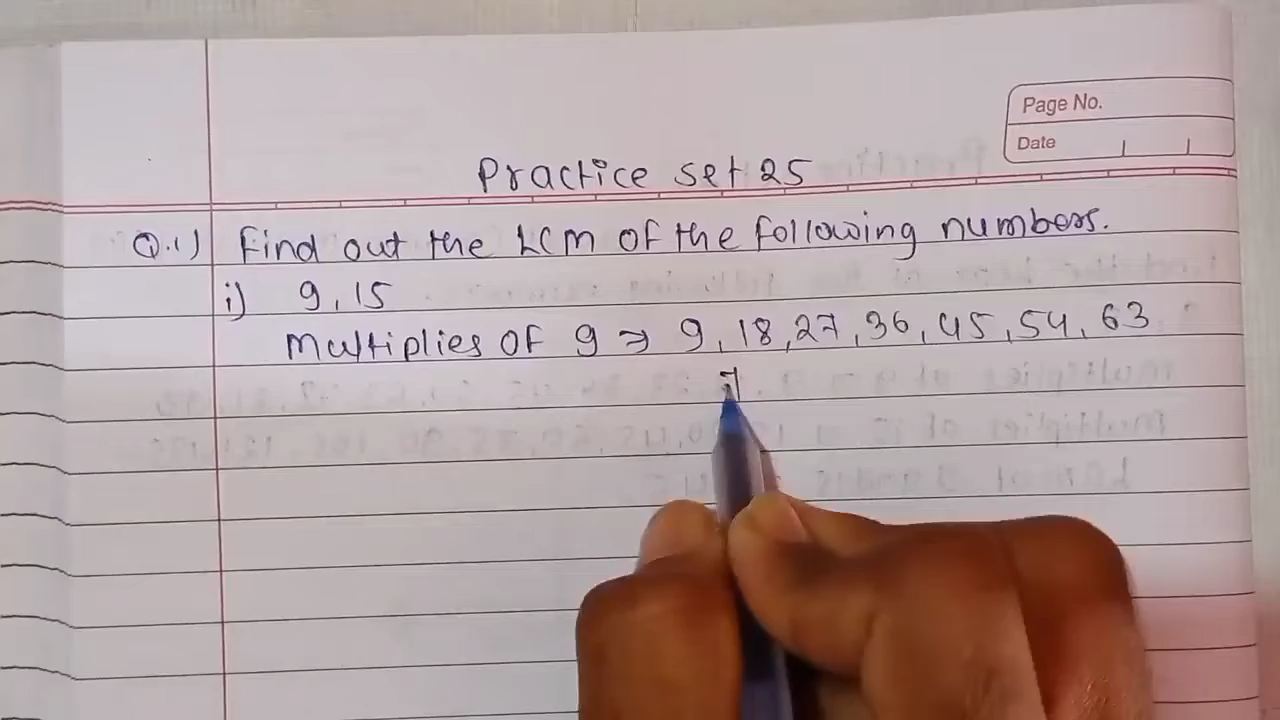 Page No.
Date
Practice set 25
Q.1) Find out the LCM of the following numbers.
i) 9, 15
Multiplies of 9 ⇒ 9, 18, 27, 36, 45, 54, 63
7